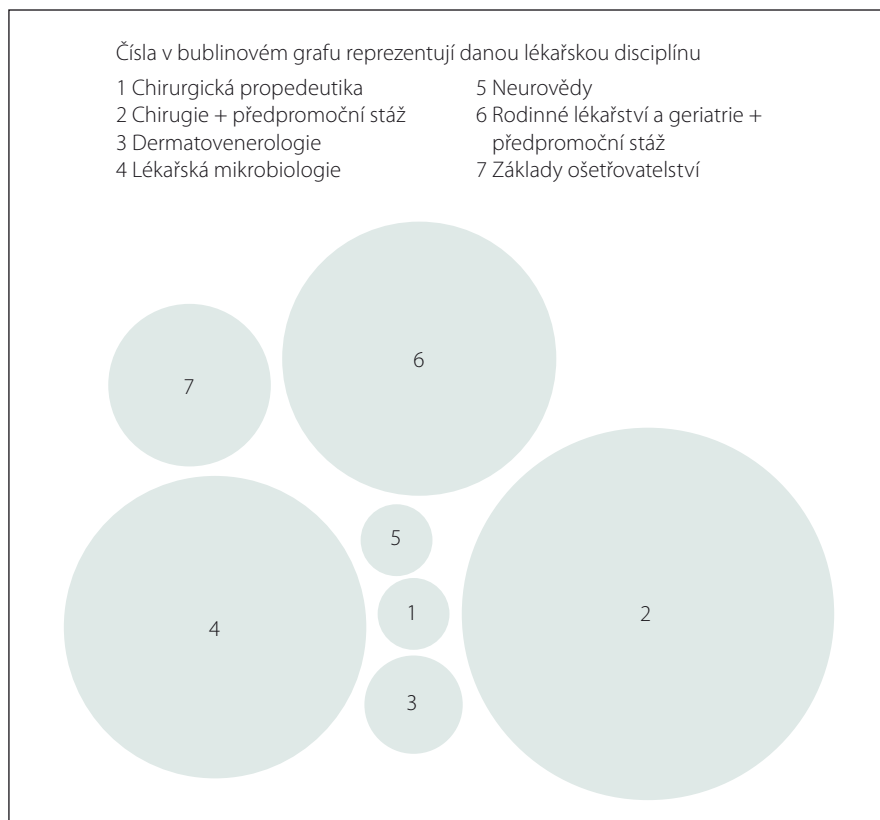 Čísla v bublinovém grafu reprezentují danou lékařskou disciplínu
1 Chirurgická propedeutika
2 Chirugie + předpromoční stáž
3 Dermatovenerologie
4 Lékařská mikrobiologie
5 Neurovědy
6 Rodinné lékařství a geriatrie +
předpromoční stáž
7 Základy ošetřovatelství
6
7
5
1
2
4
3